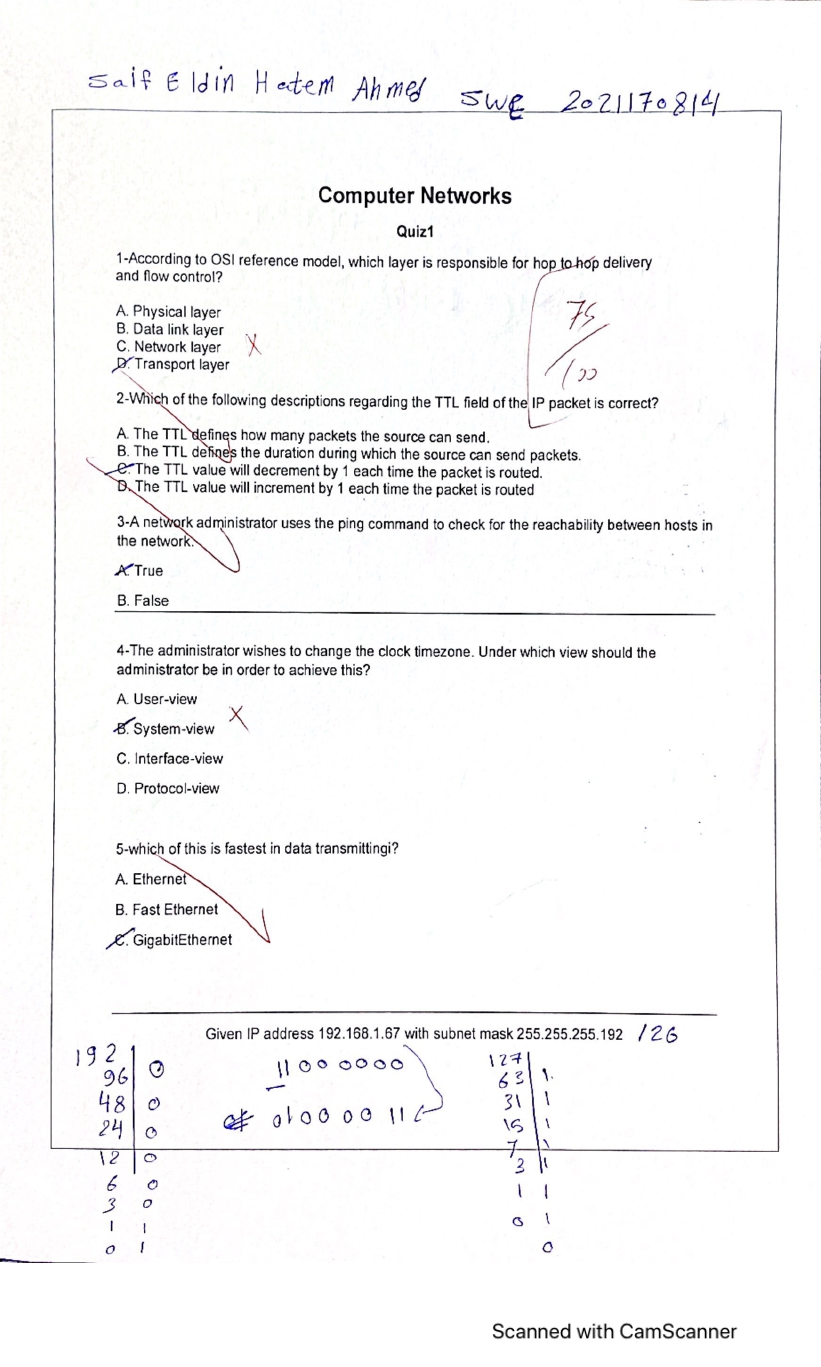 Saif Eldin Hatem Ahmed SWE 2021170814
Computer Networks
Quiz1
1-According to OSI reference model, which layer is responsible for hop to hop delivery
and flow control?
75
/100
A. Physical layer
B. Data link layer
C. Network layer X
D. Transport layer
2-Which of the following descriptions regarding the TTL field of the IP packet is correct?
A. The TTL defines how many packets the source can send.
B. The TTL defines the duration during which the source can send packets.
C. The TTL value will decrement by 1 each time the packet is routed.
D. The TTL value will increment by 1 each time the packet is routed
3-A network administrator uses the ping command to check for the reachability between hosts in
the network.
A. True
B. False
4-The administrator wishes to change the clock timezone. Under which view should the
administrator be in order to achieve this?
A. User-view
B. System-view X
C. Interface-view
D. Protocol-view
5-which of this is fastest in data transmittingi?
A. Ethernet
B. Fast Ethernet
C. GigabitEthernet
Given IP address 192.168.1.67 with subnet mask 255.255.255.192 /26
192
96 0
48 0
24 0
12 0
6 0
3 0
1 1
0 1
11000000
01000011
127
63 1
31 1
15 1
7 1
3 1
1 1
0 1
0
Scanned with CamScanner